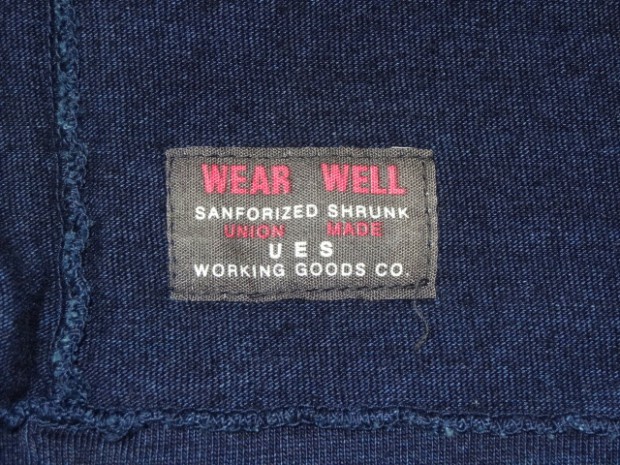 WEAR WELL
SANFORIZED SHRUNK
UNION MADE
UES
WORKING GOODS CO.